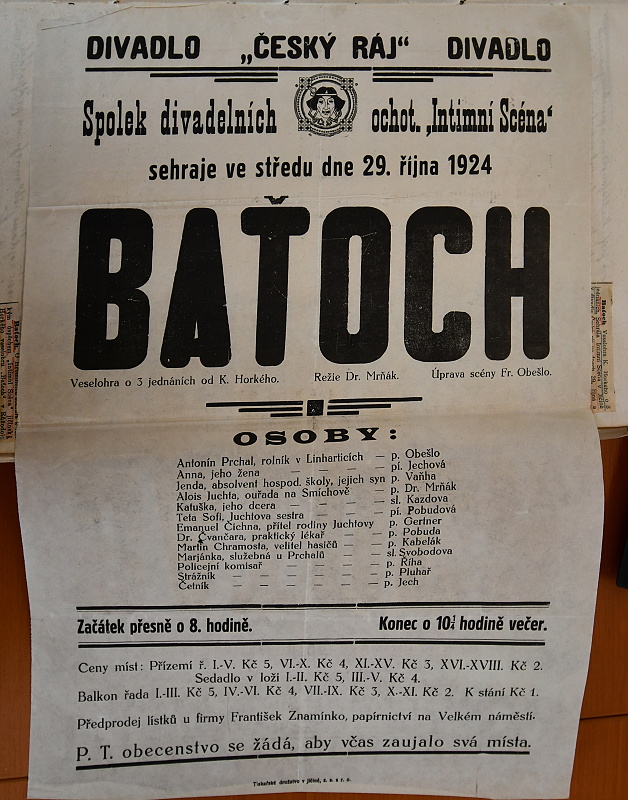 DIVADLO „ČESKÝ RÁJ“ DIVADLO
Spolek divadelních ochot. „Intimní Scéna“
sehraje ve středu dne 29. října 1924
BAŤOCH
Veselohra o 3 jednáních od K. Horkého. Režie Dr. Mrňák. Úprava scény Fr. Obešlo.
OSOBY:
Antonín Prchal, rolník v Linharticích — p. Obešlo
Anna, jeho žena — — — — pí. Jechová
Jenda, absolvent hospod. školy, jejich syn — p. Vaňha
Alois Juchta, ouřada na Smíchově — p. Dr. Mrňák
Katuška, jeho dcera — — — — sl. Kazdova
Teta Sofi, Juchtova sestra — — — pí. Pobudová
Emanuel Čichna, přítel rodiny Juchtovy — p. Gertner
Dr. Čvančara, praktický lékař — — p. Pobuda
Martin Chramosta, velitel hasičů — — p. Kabelák
Marjánka, služebná u Prchalů — — sl. Svobodova
Policejní komisař — — — — p. Říha
Strážník — — — — — p. Pluhař
Četník — — — — — p. Jech
Začátek přesně o 8. hodině. Konec o 10¼ hodině večer.
Ceny míst: Přízemí ř. I.-V. Kč 5, VI.-X. Kč 4, XI.-XV. Kč 3, XVI.-XVIII. Kč 2.
Sedadlo v loži I.-II. Kč 5, III.-V. Kč 4.
Balkon řada I.-III. Kč 5, IV.-VI. Kč 4, VII.-IX. Kč 3, X.-XI. Kč 2. K stání Kč 1.
Předprodej lístků u firmy František Znamínko, papírnictví na Velkém náměstí.
P. T. obecenstvo se žádá, aby včas zaujalo svá místa.
Tiskařské družstvo v Jičíně, z. s. s r. o.